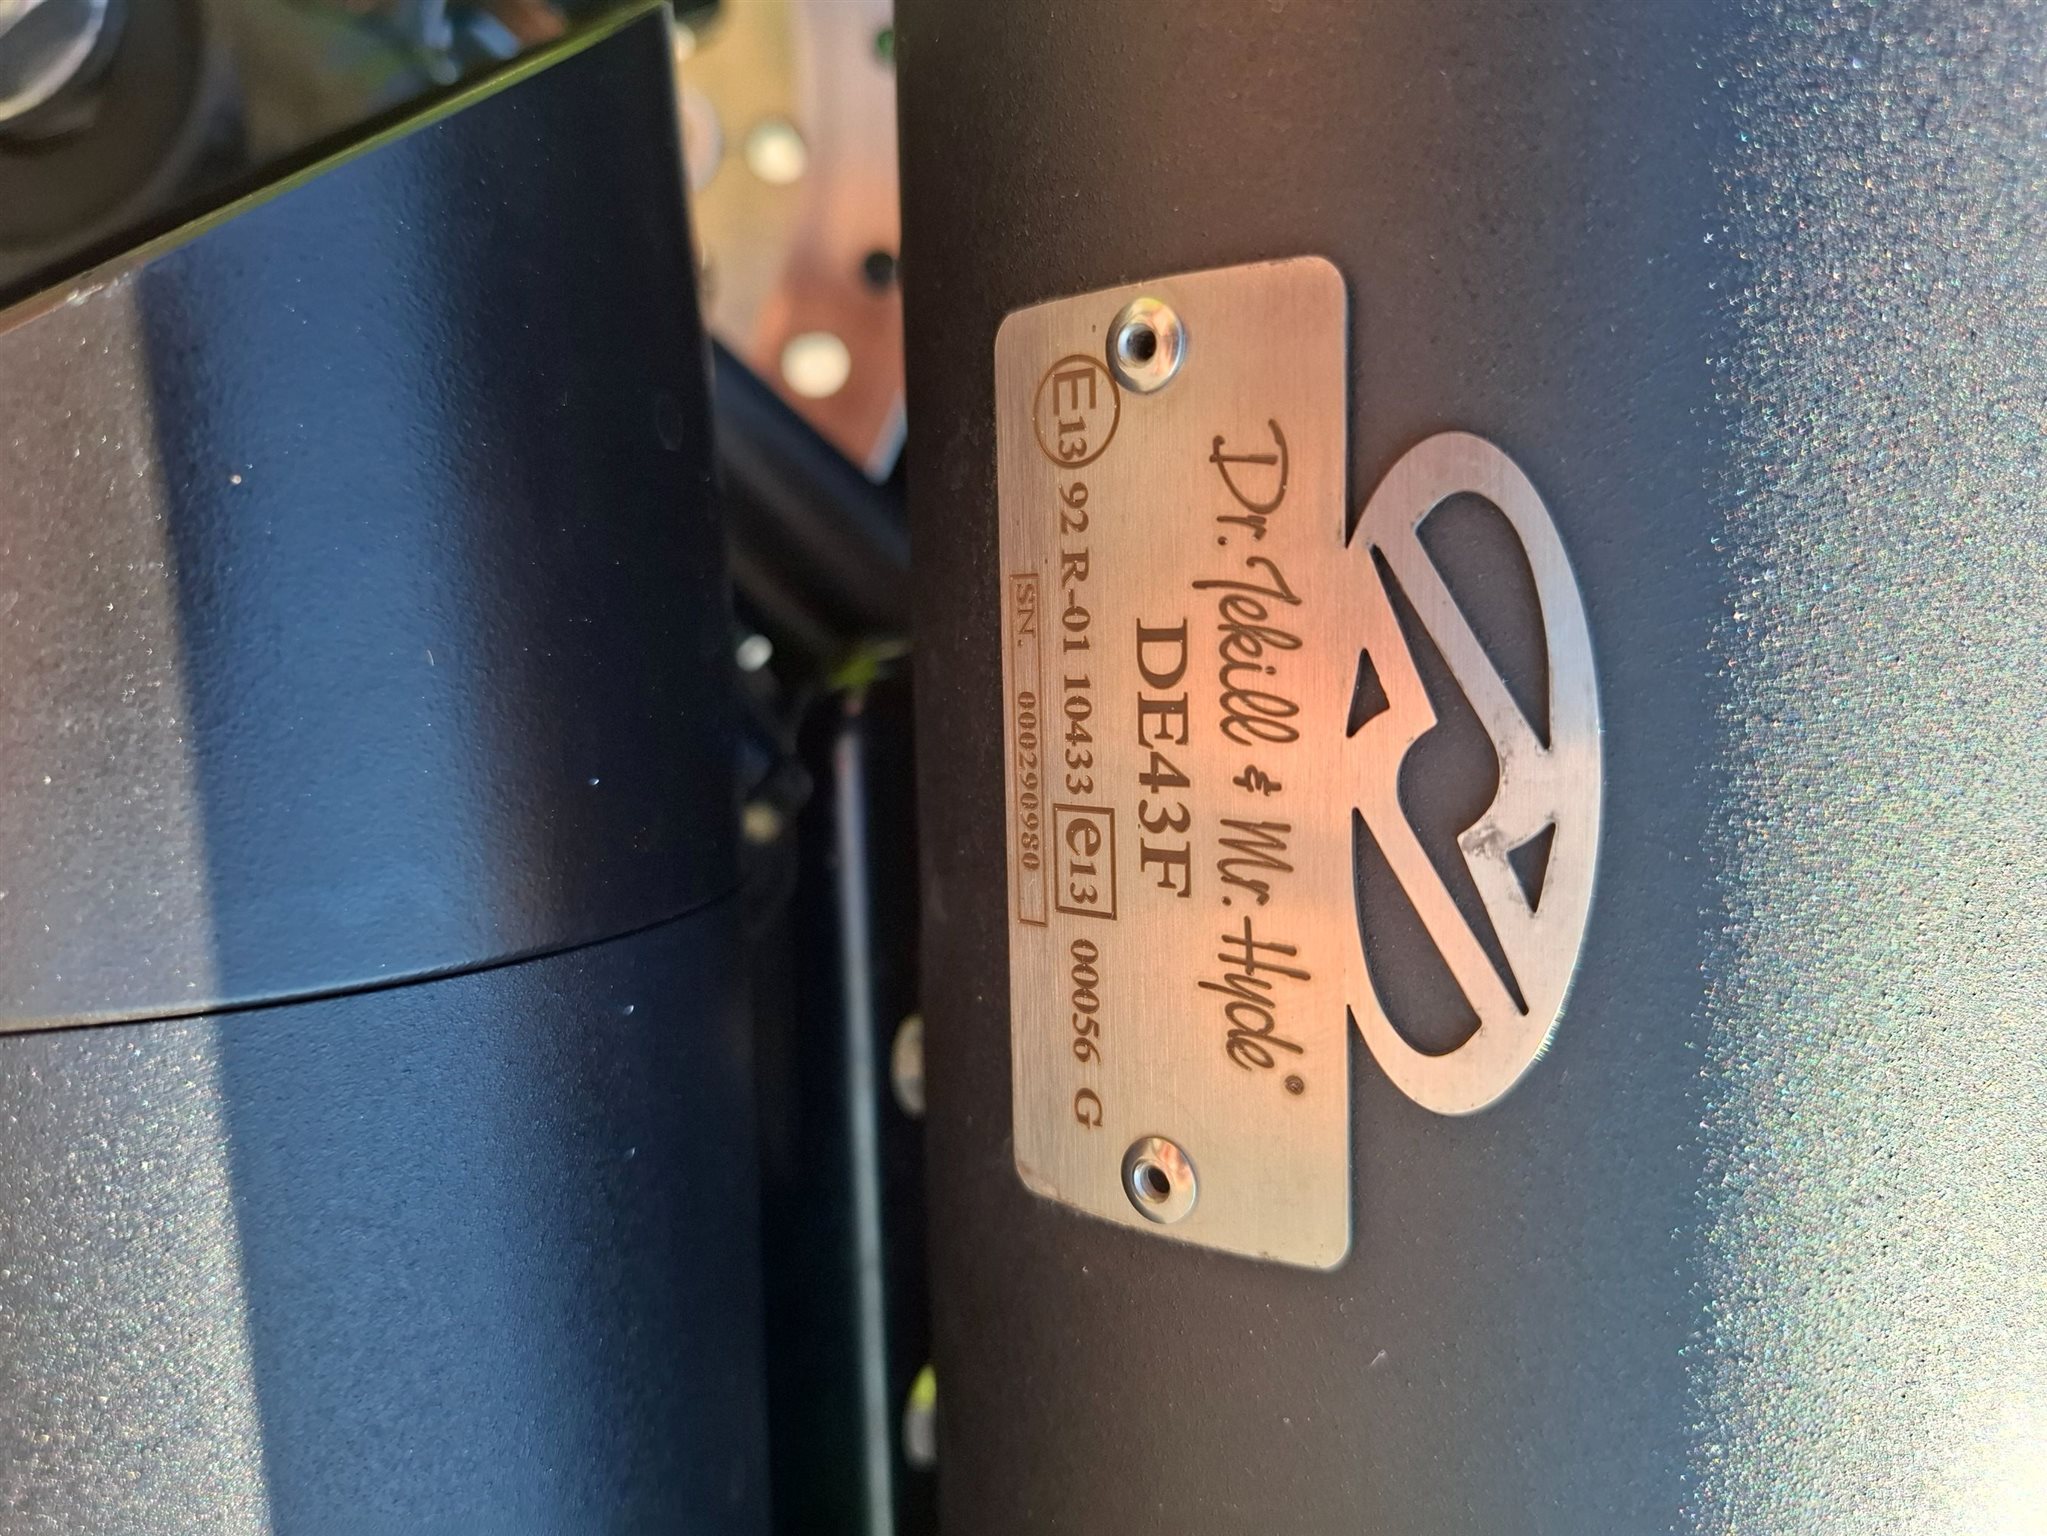 Dr. Jekill & Mr. Hyde®
DE43F
E13 92 R-01 10433 e13 00056 G
SN. 000290980